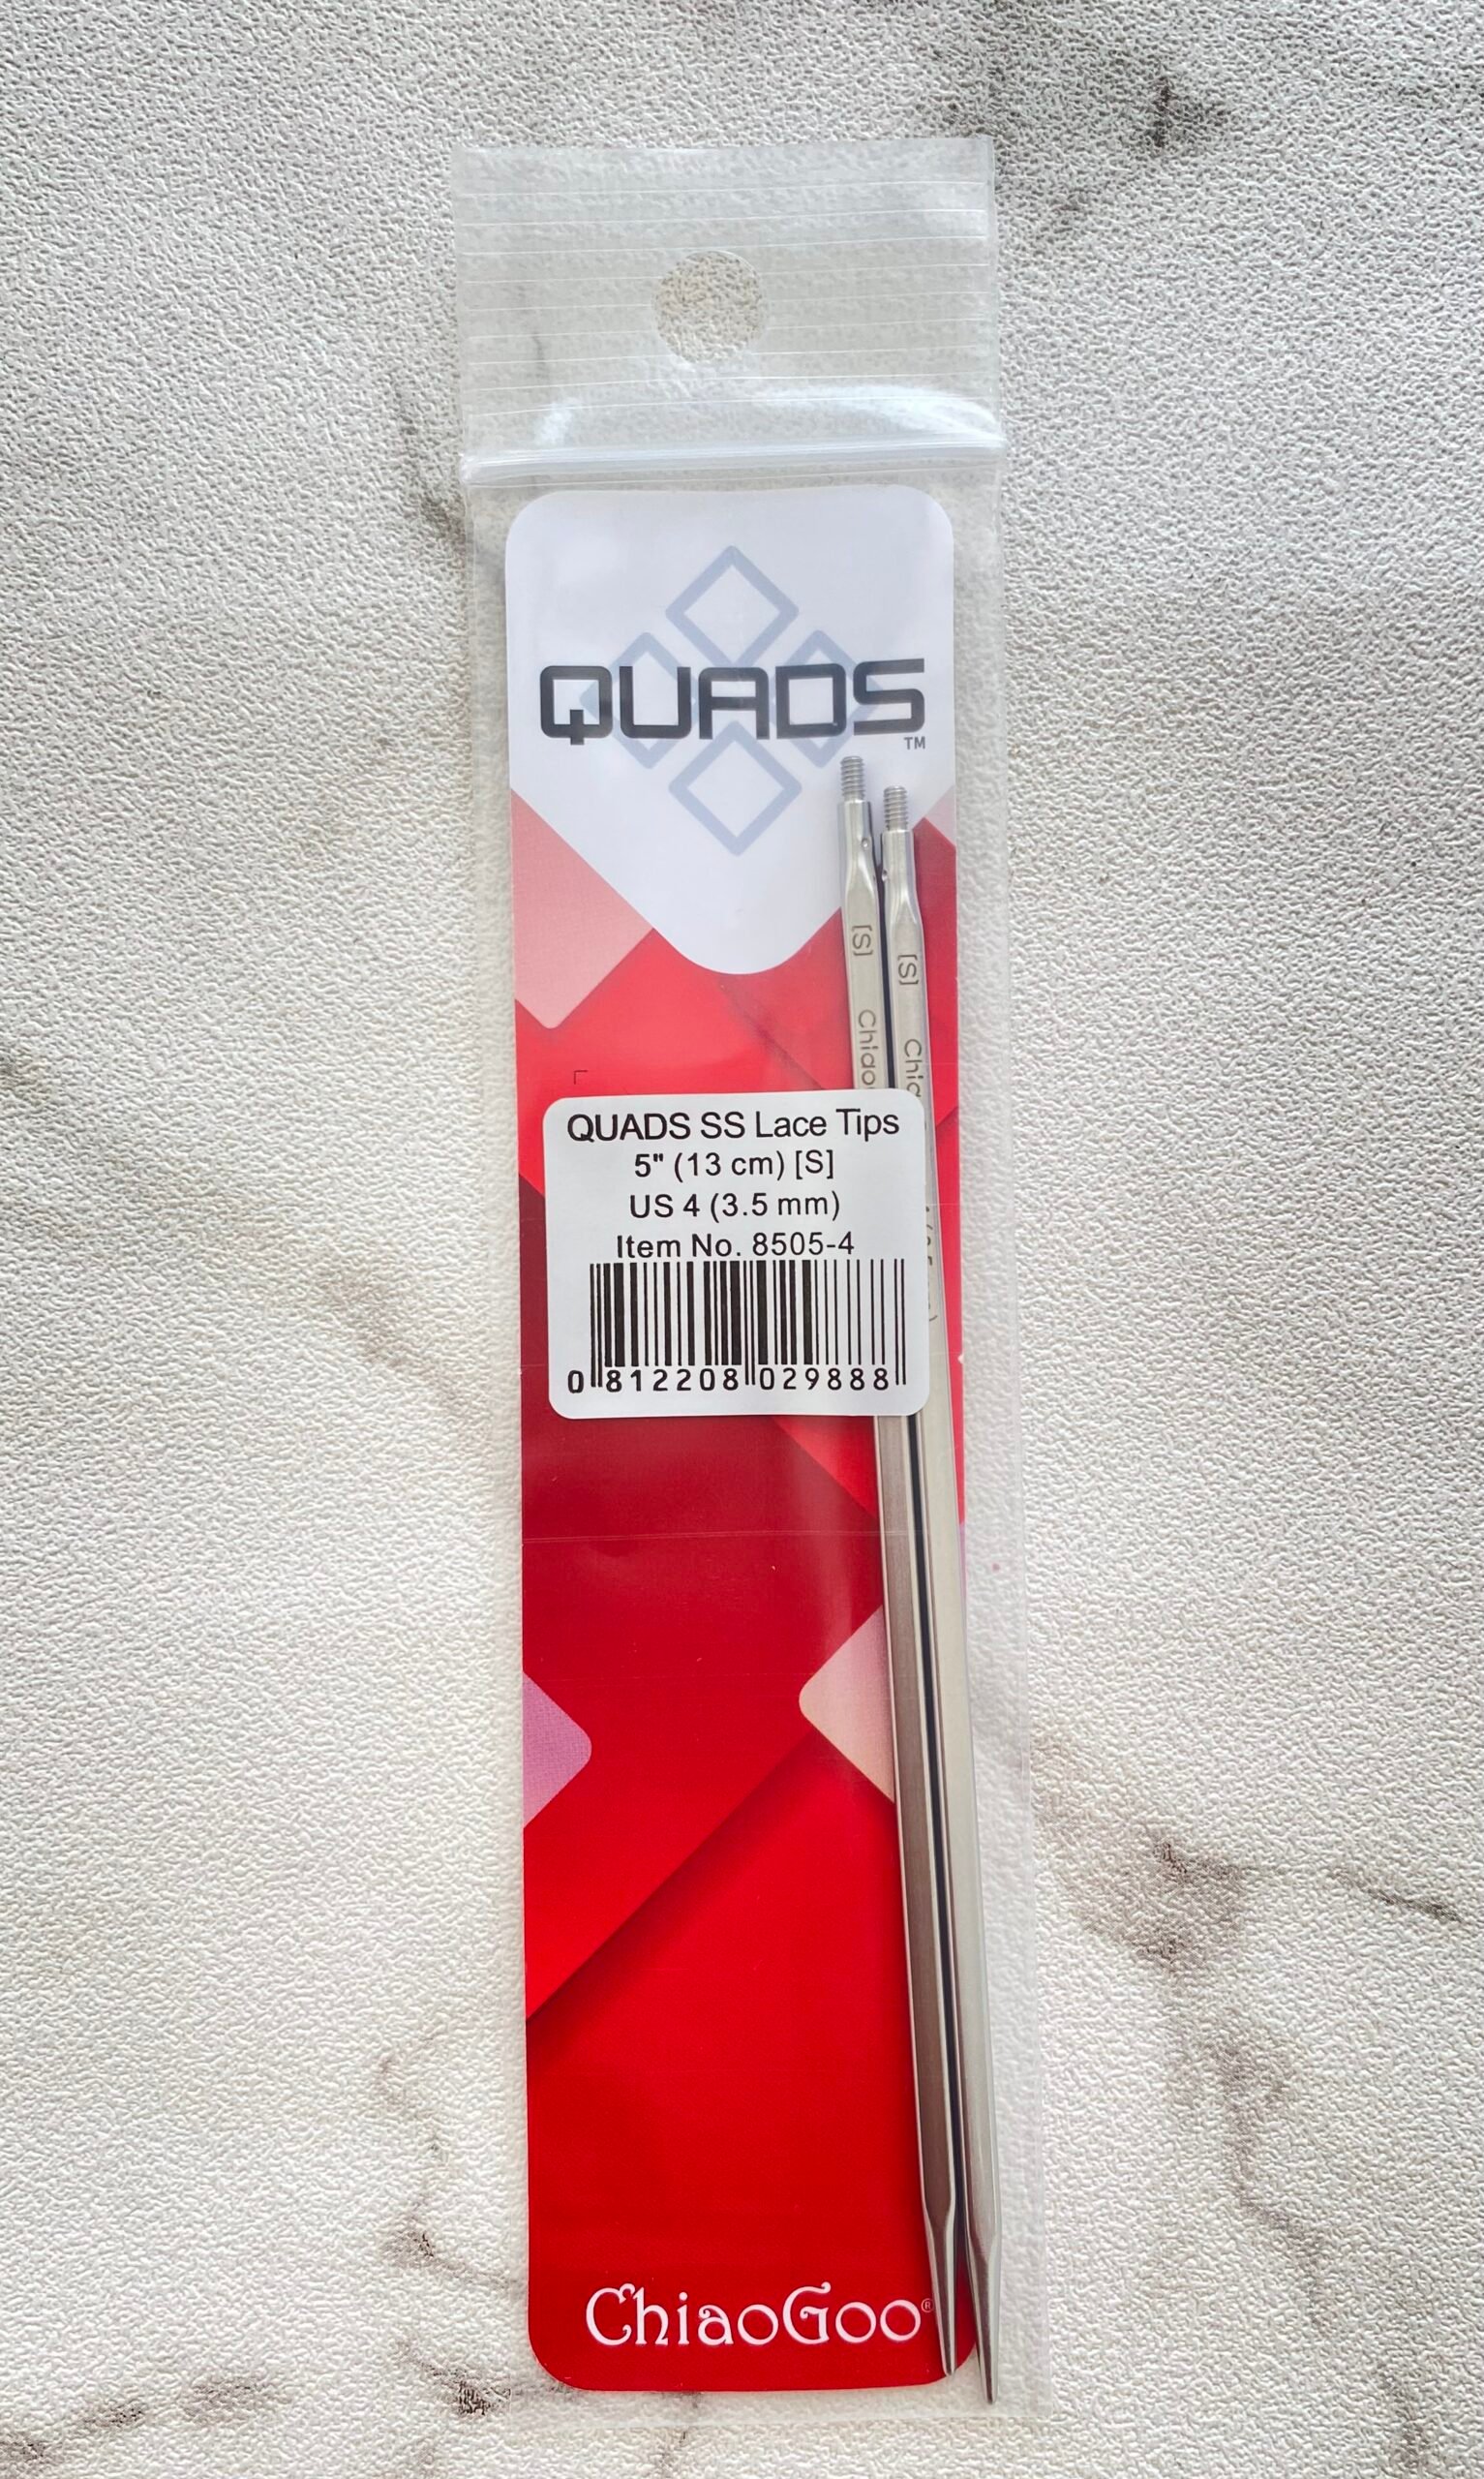 QUADS
TM
[S]
[S]
Chiao
QUADS SS Lace Tips
5" (13 cm) [S]
US 4 (3.5 mm)
Item No. 8505-4
0 812208 029888
ChiaoGoo®